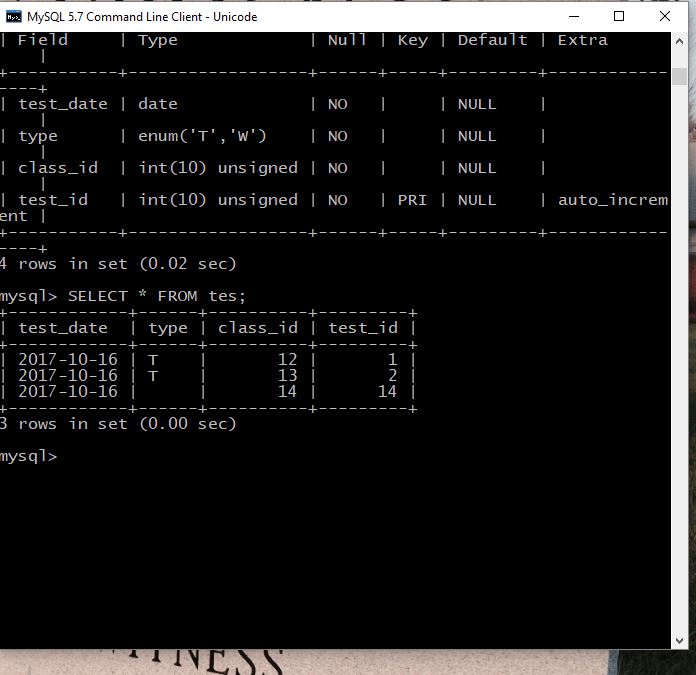 MySQL 5.7 Command Line Client - Unicode
| Field     | Type             | Null | Key | Default | Extra
    |
+-----------+------------------+------+-----+---------+------------
----+
| test_date | date             | NO   |     | NULL    |
    |
| type      | enum('T','W')    | NO   |     | NULL    |
    |
| class_id  | int(10) unsigned | NO   |     | NULL    |
    |
| test_id   | int(10) unsigned | NO   | PRI | NULL    | auto_increm
ent |
+-----------+------------------+------+-----+---------+------------
----+
4 rows in set (0.02 sec)
mysql> SELECT * FROM tes;
+------------+------+----------+---------+
| test_date  | type | class_id | test_id |
+------------+------+----------+---------+
| 2017-10-16 | T    |       12 |       1 |
| 2017-10-16 | T    |       13 |       2 |
| 2017-10-16 |      |       14 |      14 |
+------------+------+----------+---------+
3 rows in set (0.00 sec)
mysql>